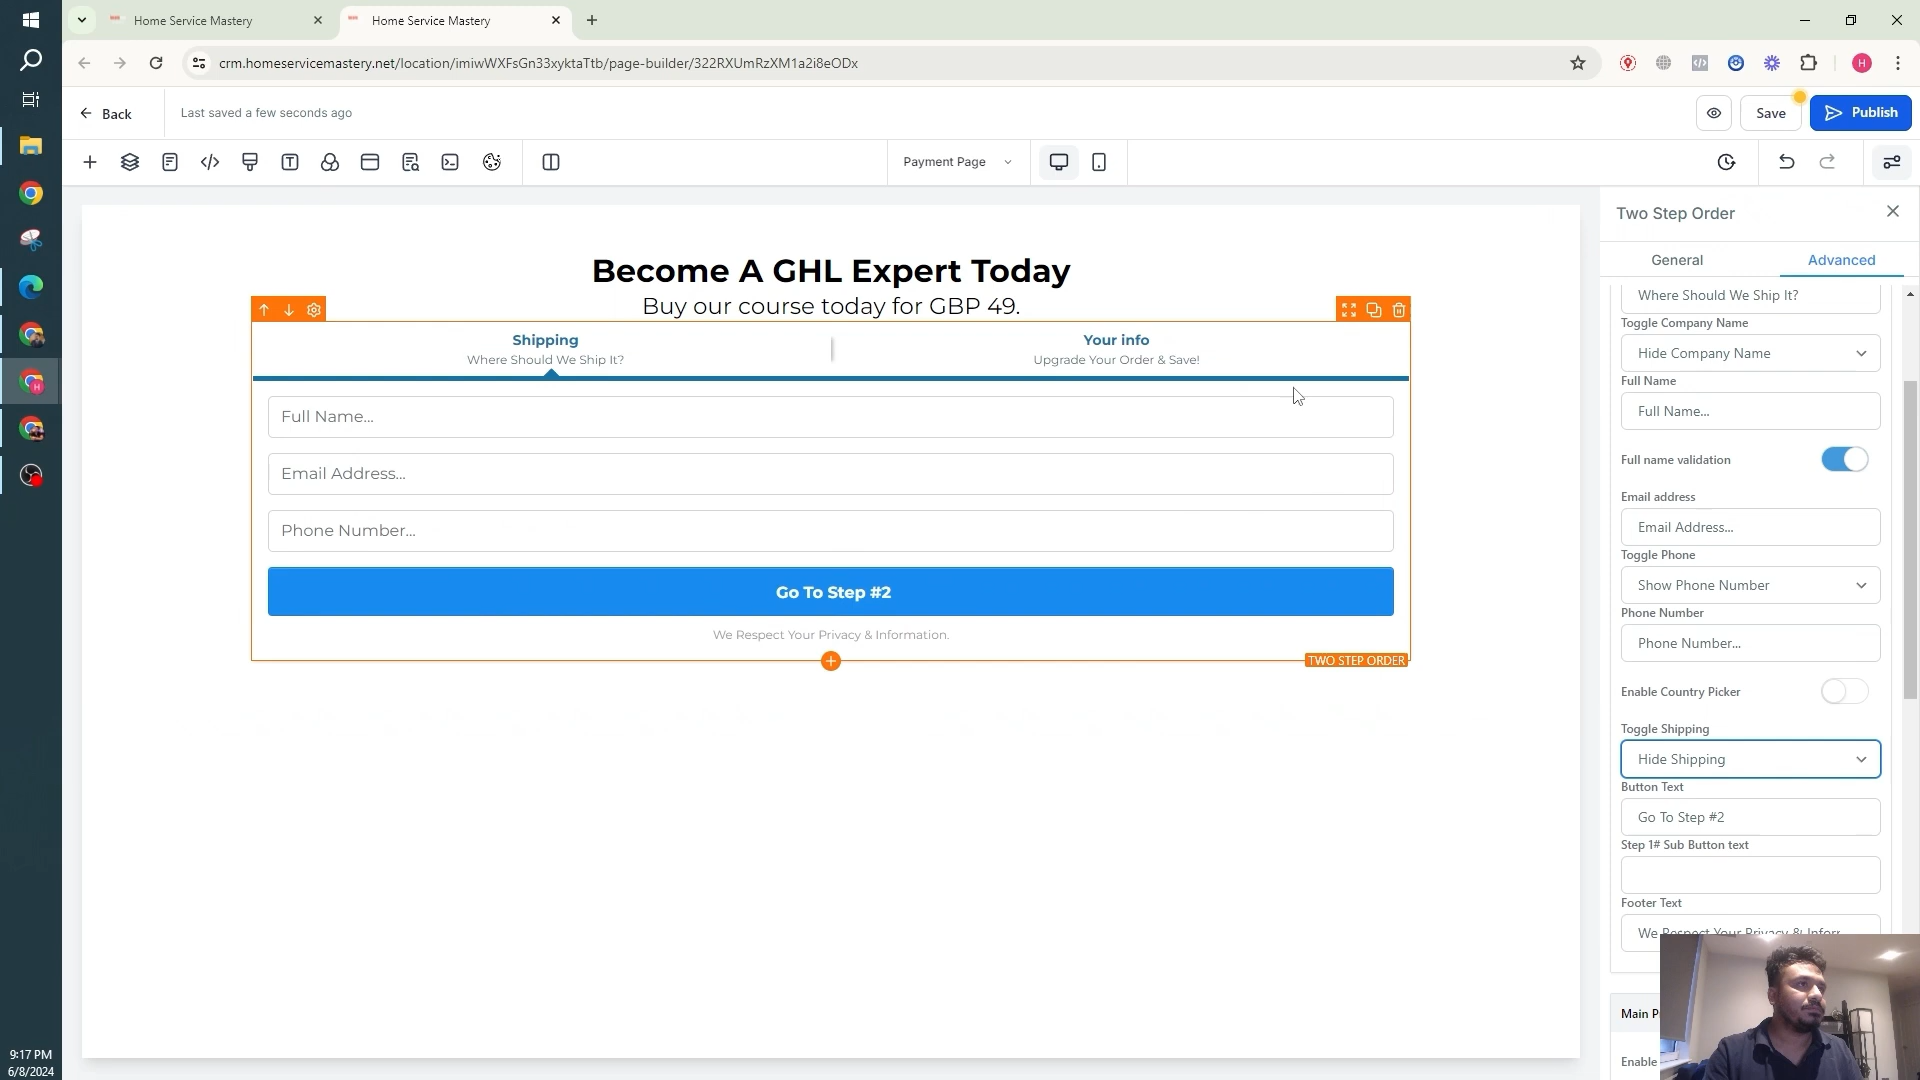 Home Service Mastery
Home Service Mastery
crm.homeservicemastery.net/location/imiwWXFsGn33xyktaTtb/page-builder/322RXUmRzXM1a2i8eODx
H
Back
Last saved a few seconds ago
Save
Publish
Payment Page
Become A GHL Expert Today
Buy our course today for GBP 49.
Shipping
Where Should We Ship It?
Your info
Upgrade Your Order & Save!
Full Name...
Email Address...
Phone Number...
Go To Step #2
We Respect Your Privacy & Information.
TWO STEP ORDER
Two Step Order
General
Advanced
Where Should We Ship It?
Toggle Company Name
Hide Company Name
Full Name
Full Name...
Full name validation
Email address
Email Address...
Toggle Phone
Show Phone Number
Phone Number
Phone Number...
Enable Country Picker
Toggle Shipping
Hide Shipping
Button Text
Go To Step #2
Step 1# Sub Button text
Footer Text
We Respect Your Privacy & Inforr
Main P
Enable
9:17 PM
6/8/2024